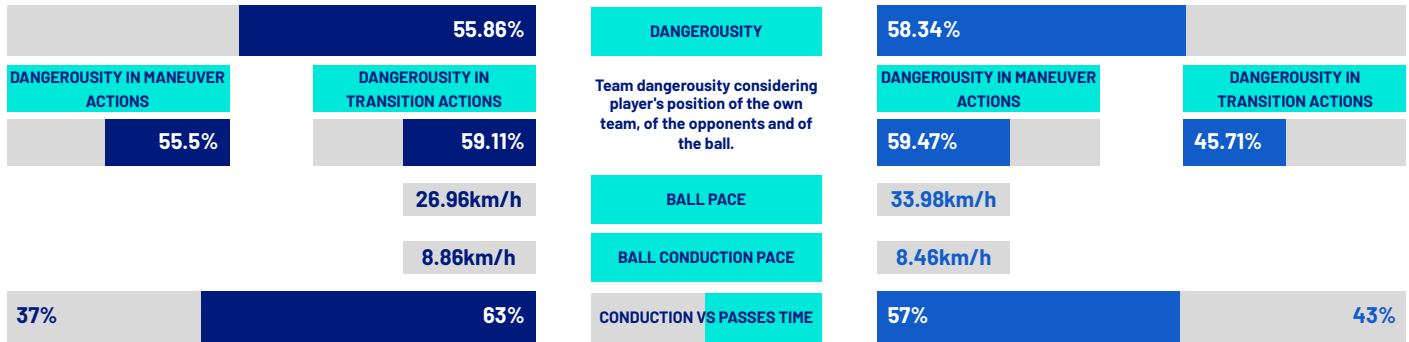 55.86%
DANGEROUSITY
58.34%
DANGEROUSITY IN MANEUVER
ACTIONS
DANGEROUSITY IN
TRANSITION ACTIONS
Team dangerousity considering
player's position of the own
team, of the opponents and of
the ball.
DANGEROUSITY IN MANEUVER
ACTIONS
DANGEROUSITY IN
TRANSITION ACTIONS
55.5%
59.11%
59.47%
45.71%
26.96km/h
BALL PACE
33.98km/h
8.86km/h
BALL CONDUCTION PACE
8.46km/h
37%
63%
CONDUCTION VS PASSES TIME
57%
43%